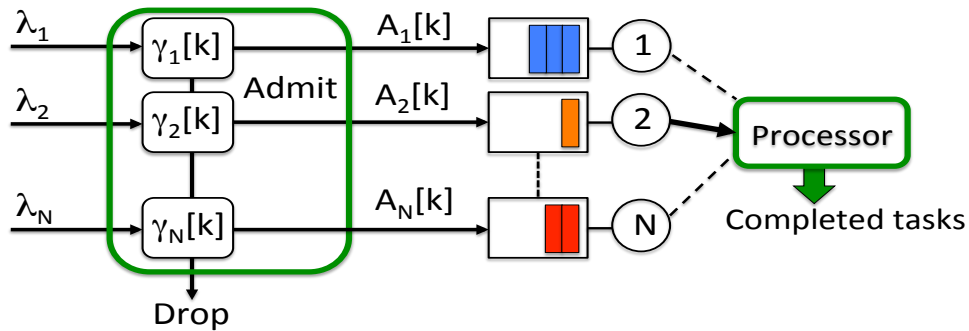 λ₁ γ₁[k] A₁[k] 1
Admit
λ₂ γ₂[k] A₂[k] 2
Processor
λN γN[k] AN[k] N
Completed tasks
Drop